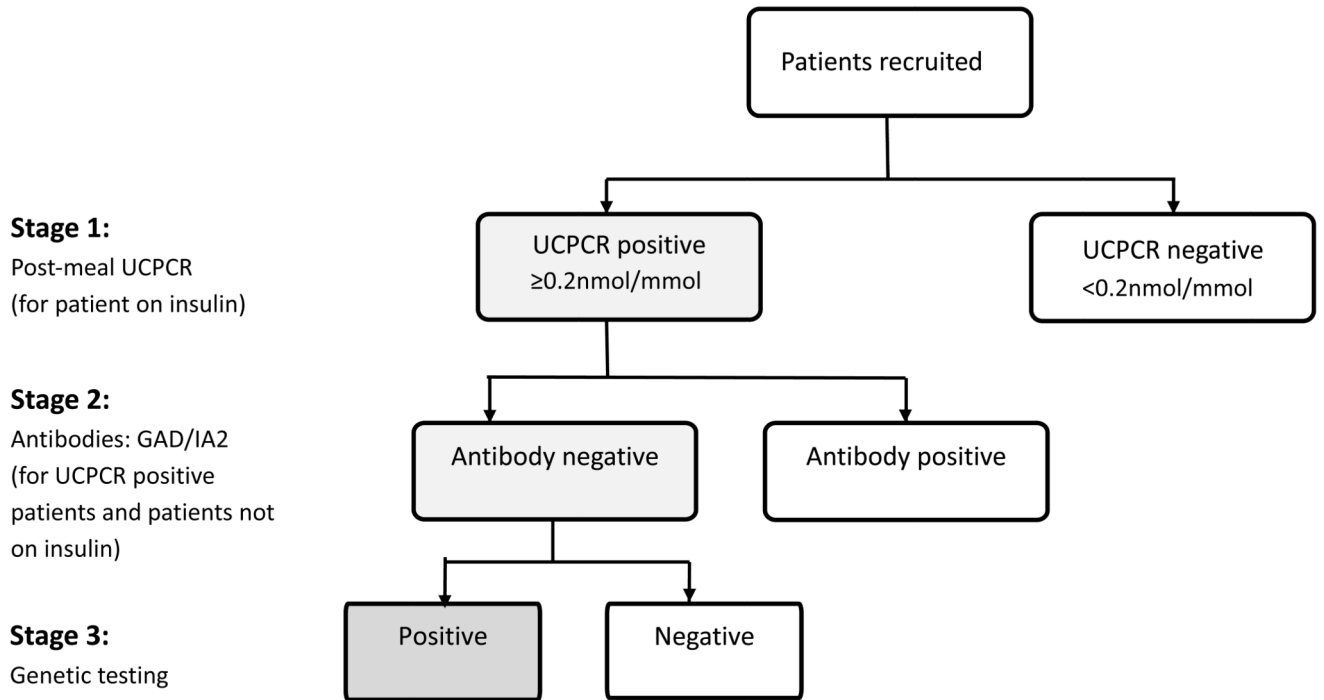 Patients recruited
Stage 1:
Post-meal UCPCR
(for patient on insulin)
UCPCR positive
≥0.2nmol/mmol
UCPCR negative
<0.2nmol/mmol
Stage 2:
Antibodies: GAD/IA2
(for UCPCR positive
patients and patients not
on insulin)
Antibody negative
Antibody positive
Stage 3:
Genetic testing
Positive
Negative